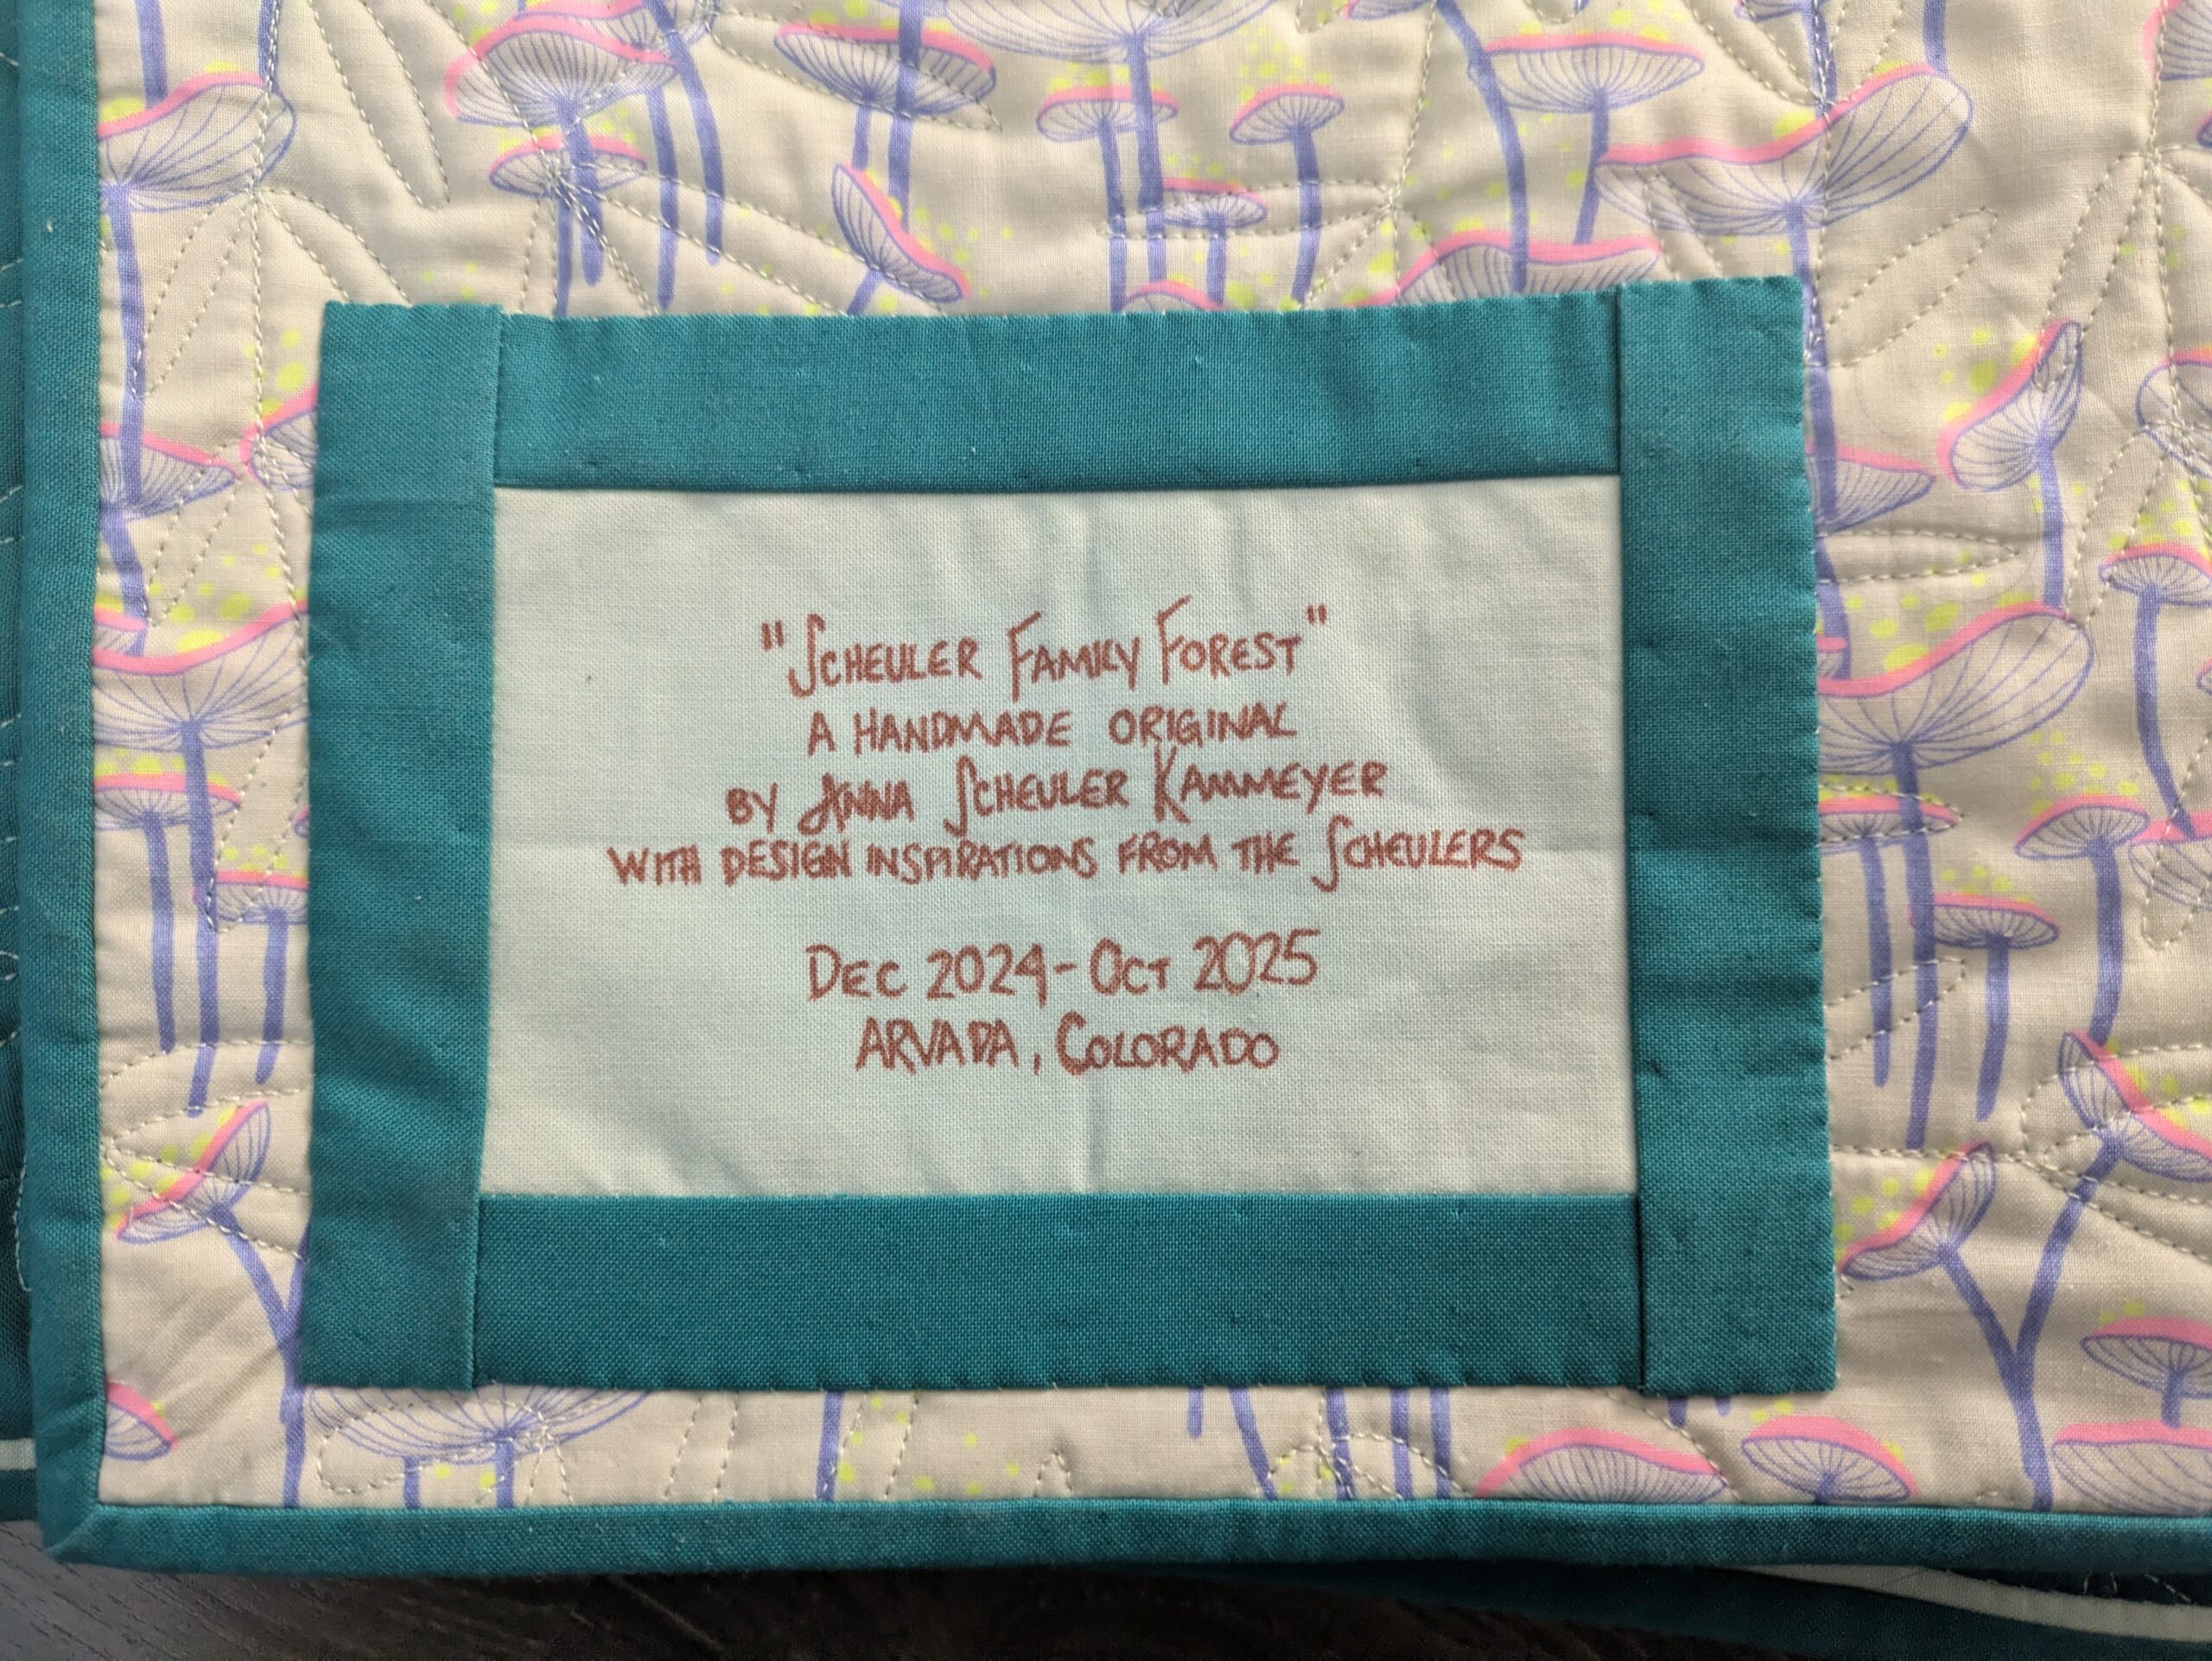 "Scheuler Family Forest"
A HANDMADE ORIGINAL
BY ANNA SCHEULER KAMMEYER
WITH DESIGN INSPIRATIONS FROM THE SCHEULERS
DEC 2024-OCT 2025
ARVADA, COLORADO